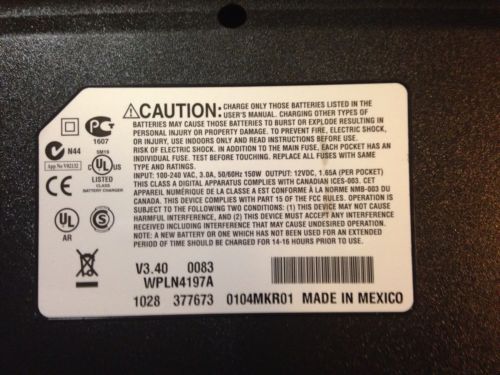 ⚠CAUTION: CHARGE ONLY THOSE BATTERIES LISTED IN THE
USER'S MANUAL. CHARGING OTHER TYPES OF
BATTERIES MAY CAUSE THOSE BATTERIES TO BURST OR EXPLODE RESULTING IN
PERSONAL INJURY OR PROPERTY DAMAGE. TO PREVENT FIRE, ELECTRIC SHOCK,
OR INJURY, USE INDOORS ONLY AND READ INSTRUCTIONS BEFORE USE.
RISK OF ELECTRIC SHOCK. IN ADDITION TO MAIN FUSE, EACH POCKET HAS AN
INDIVIDUAL FUSE. TEST BEFORE TOUCHING. REPLACE ALL FUSES WITH SAME
TYPE AND RATINGS.
INPUT: 100-240 VAC, 3.0A, 50/60Hz 150W OUTPUT: 12VDC, 1.65A (PER POCKET)
THIS CLASS A DIGITAL APPARATUS COMPLIES WITH CANADIAN ICES-003. CET
APPAREIL NUMÉRIQUE DE LA CLASSE A EST CONFORME À LA NORME NMB-003 DU
CANADA. THIS DEVICE COMPLIES WITH PART 15 OF THE FCC RULES. OPERATION IS
SUBJECT TO THE FOLLOWING TWO CONDITIONS: (1) THIS DEVICE MAY NOT CAUSE
HARMFUL INTERFERENCE, AND (2) THIS DEVICE MUST ACCEPT ANY INTERFERENCE
RECEIVED INCLUDING INTERFERENCE THAT MAY CAUSE UNDESIRED OPERATION.
NOTE: A NEW BATTERY OR ONE WHICH HAS NOT BEEN USED FOR AN EXTENDED
PERIOD OF TIME SHOULD BE CHARGED FOR 14-16 HOURS PRIOR TO USE.
1607
N44
5M19
App No V02132
UL US
LISTED
CLASS
BATTERY CHARGER
CE
UL
AR
S
V3.40 0083
WPLN4197A
1028 377673 0104MKR01 MADE IN MEXICO